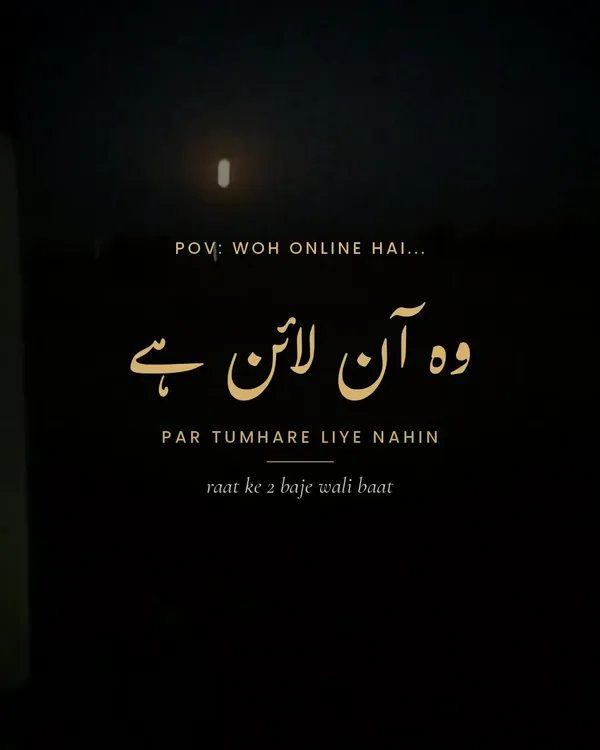 POV: WOH ONLINE HAI...
وہ آن لائن ہے
PAR TUMHARE LIYE NAHIN
raat ke 2 baje wali baat